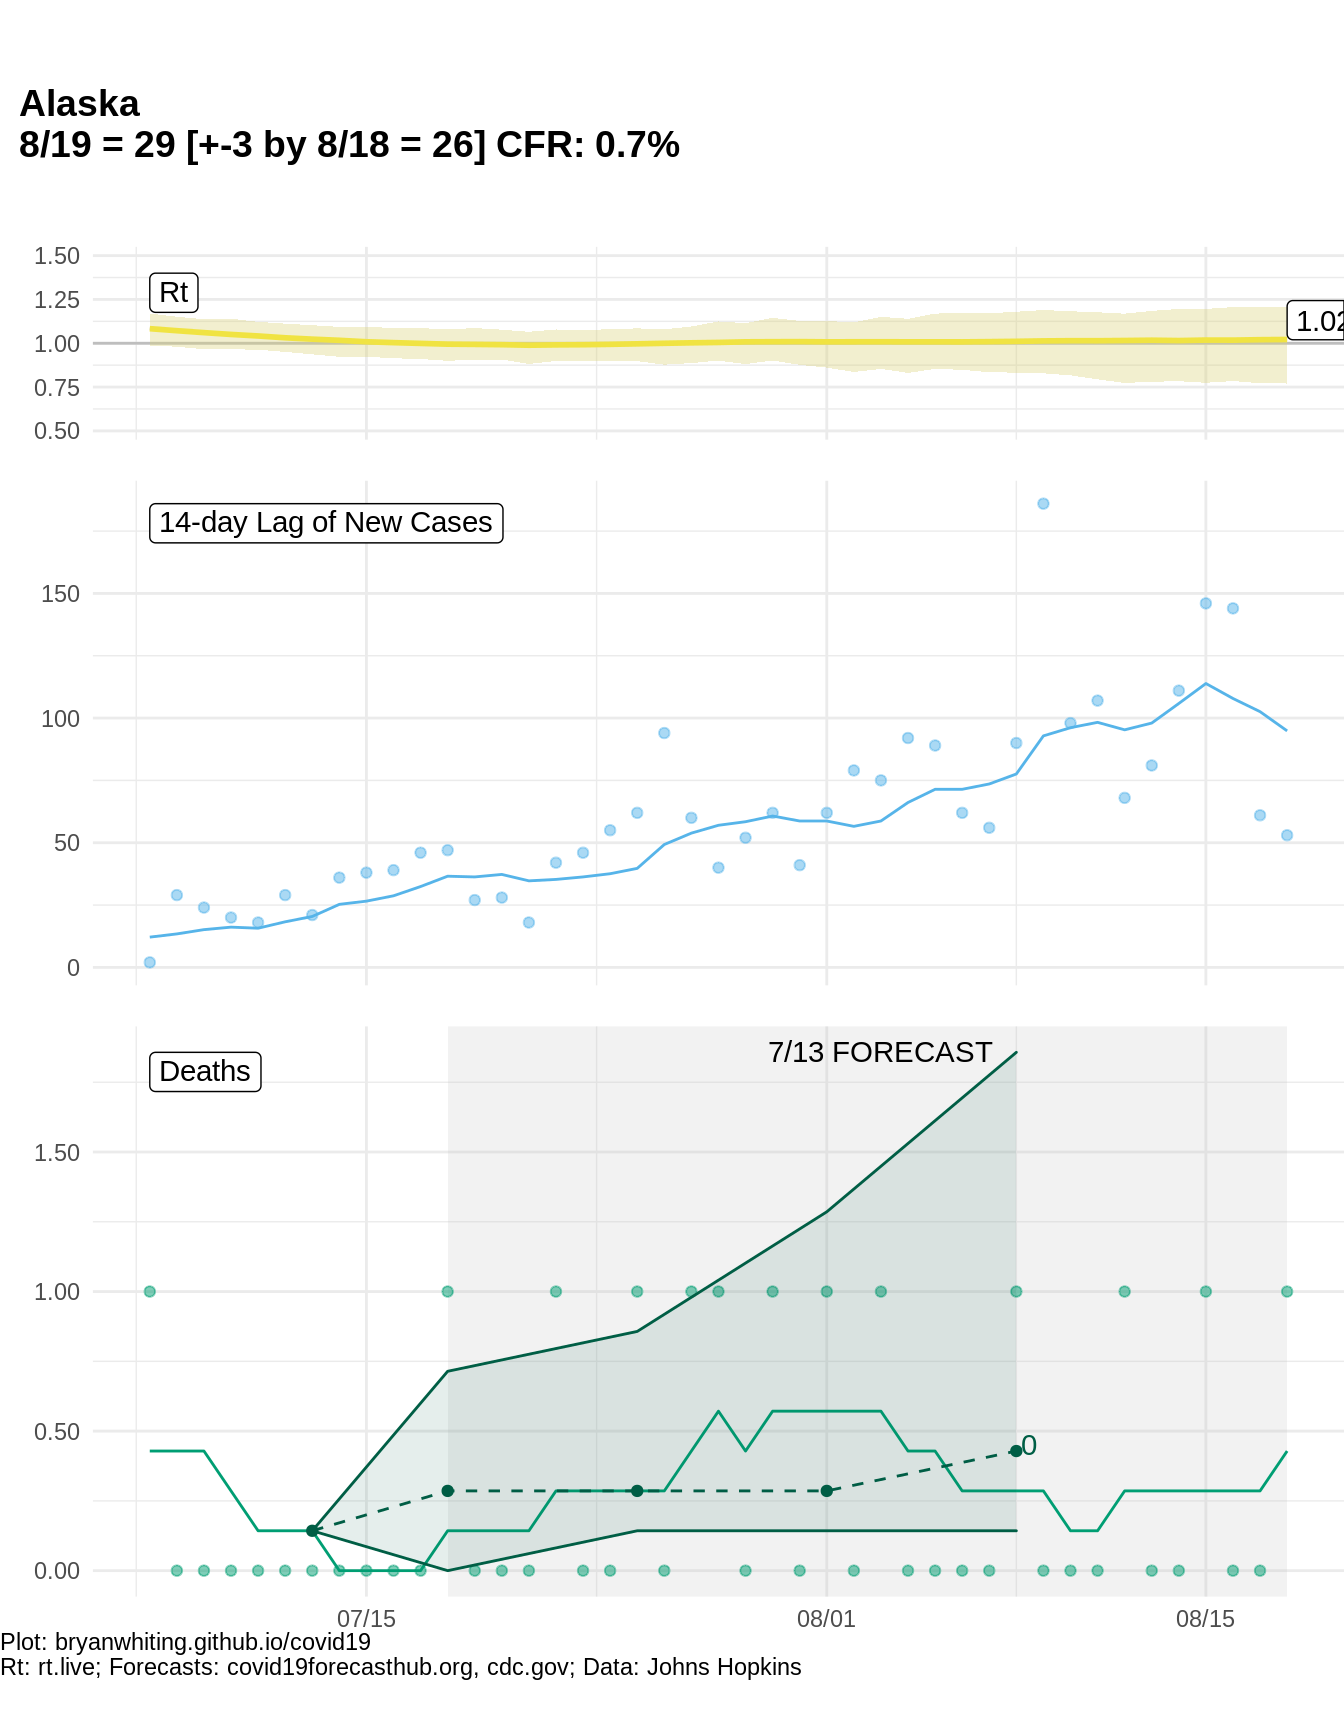 Alaska
8/19 = 29 [+-3 by 8/18 = 26] CFR: 0.7%
1.50
1.25
1.00
0.75
0.50
Rt
1.02
14-day Lag of New Cases
150
100
50
0
Deaths
7/13 FORECAST
1.50
1.00
0.50
0.00
0
07/15
08/01
08/15
Plot: bryanwhiting.github.io/covid19
Rt: rt.live; Forecasts: covid19forecasthub.org, cdc.gov; Data: Johns Hopkins